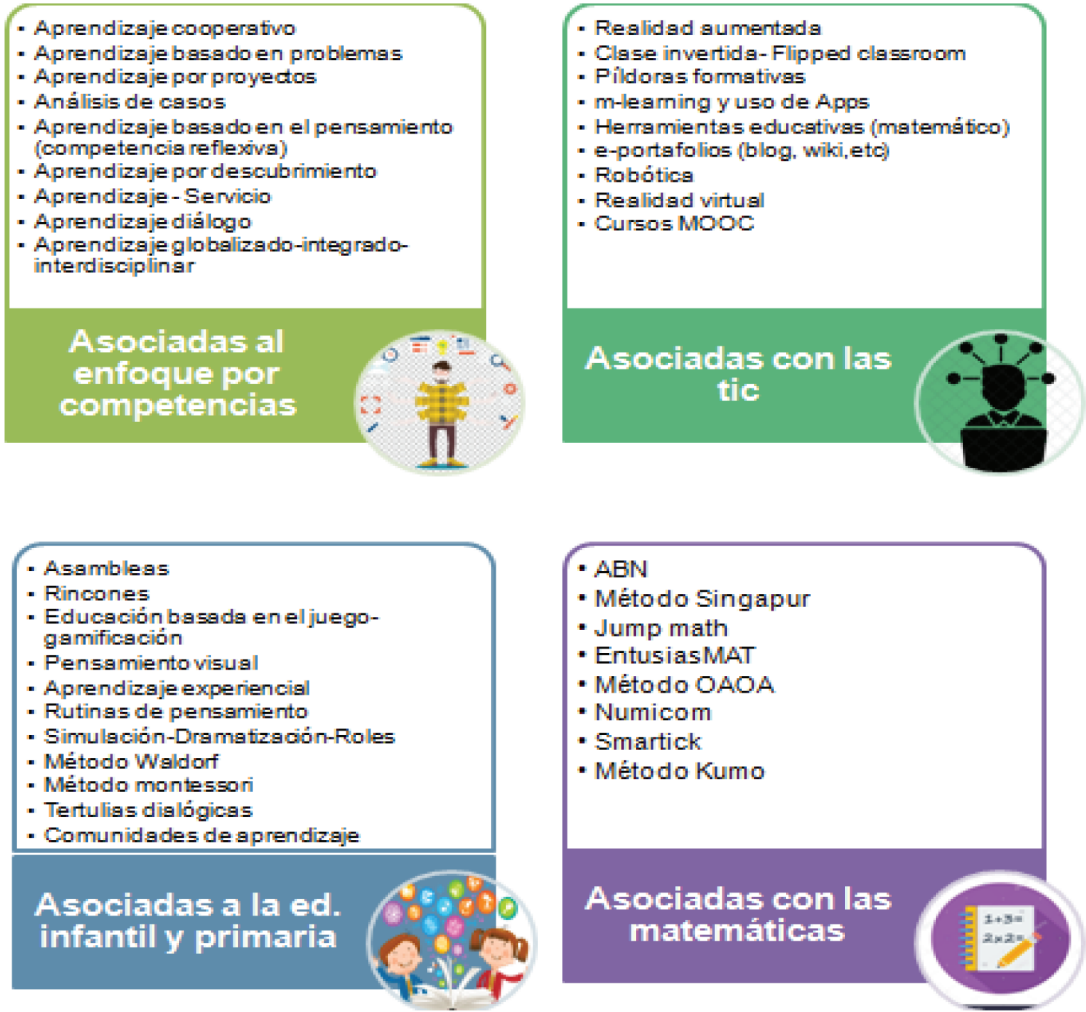 ▪ Aprendizaje cooperativo
▪ Aprendizaje basado en problemas
▪ Aprendizaje por proyectos
▪ Análisis de casos
▪ Aprendizaje basado en el pensamiento
(competencia reflexiva)
▪ Aprendizaje por descubrimiento
▪ Aprendizaje - Servicio
▪ Aprendizaje diálogo
▪ Aprendizaje globalizado-integrado-
interdisciplinar
Asociadas al
enfoque por
competencias
▪ Realidad aumentada
▪ Clase invertida- Flipped classroom
▪ Píldoras formativas
▪ m-learning y uso de Apps
▪ Herramientas educativas (matemático)
▪ e-portafolios (blog, wiki,etc)
▪ Robótica
▪ Realidad virtual
▪ Cursos MOOC
Asociadas con las
tic
▪ Asambleas
▪ Rincones
▪ Educación basada en el juego-
gamificación
▪ Pensamiento visual
▪ Aprendizaje experiencial
▪ Rutinas de pensamiento
▪ Simulación-Dramatización-Roles
▪ Método Waldorf
▪ Método montessori
▪ Tertulias dialógicas
▪ Comunidades de aprendizaje
Asociadas a la ed.
infantil y primaria
• ABN
• Método Singapur
• Jump math
• EntusiasMAT
• Método OAOA
• Numicom
• Smartick
• Método Kumo
Asociadas con las
matemáticas
1+3=
2x2=